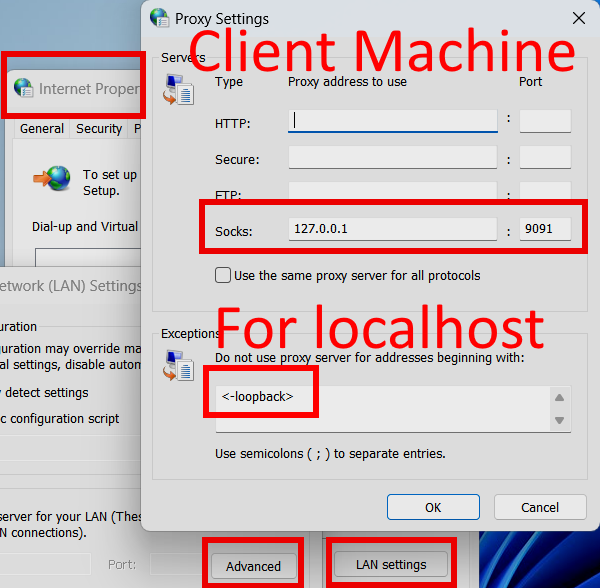 Proxy Settings
Client Machine
Servers
Type Proxy address to use Port
HTTP: :
Secure: :
FTP: :
Socks: 127.0.0.1 : 9091
Use the same proxy server for all protocols
For localhost
Exceptions
Do not use proxy server for addresses beginning with:
<-loopback>
Use semicolons ( ; ) to separate entries.
OK Cancel
Internet Proper
General Security P
To set up
Setup.
Dial-up and Virtual
etwork (LAN) Settings
uration
guration may override ma
al settings, disable autom
y detect settings
ic configuration script
server for your LAN (Thes
N connections).
Port:
Advanced
LAN settings